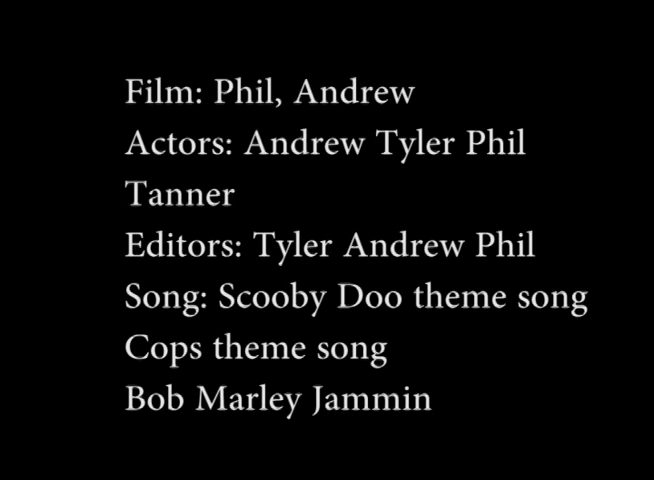 Film: Phil, Andrew
Actors: Andrew Tyler Phil
Tanner
Editors: Tyler Andrew Phil
Song: Scooby Doo theme song
Cops theme song
Bob Marley Jammin